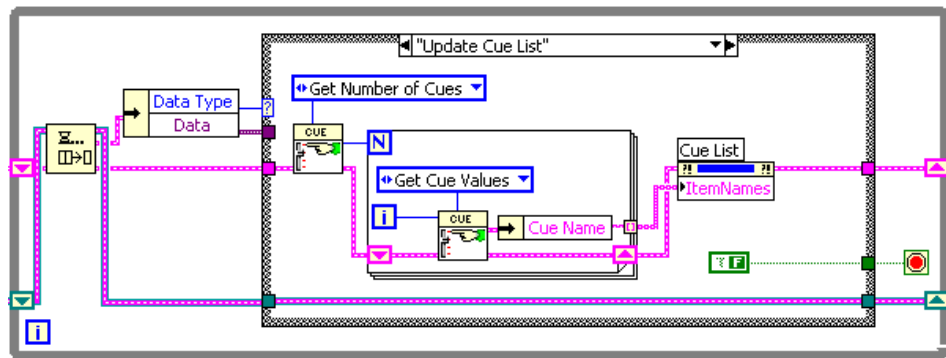 "Update Cue List"
Get Number of Cues
Data Type
?
Data
CUE
N
Cue List
Get Cue Values
?! ?!
ItemNames
i
CUE
Cue Name
? F
i